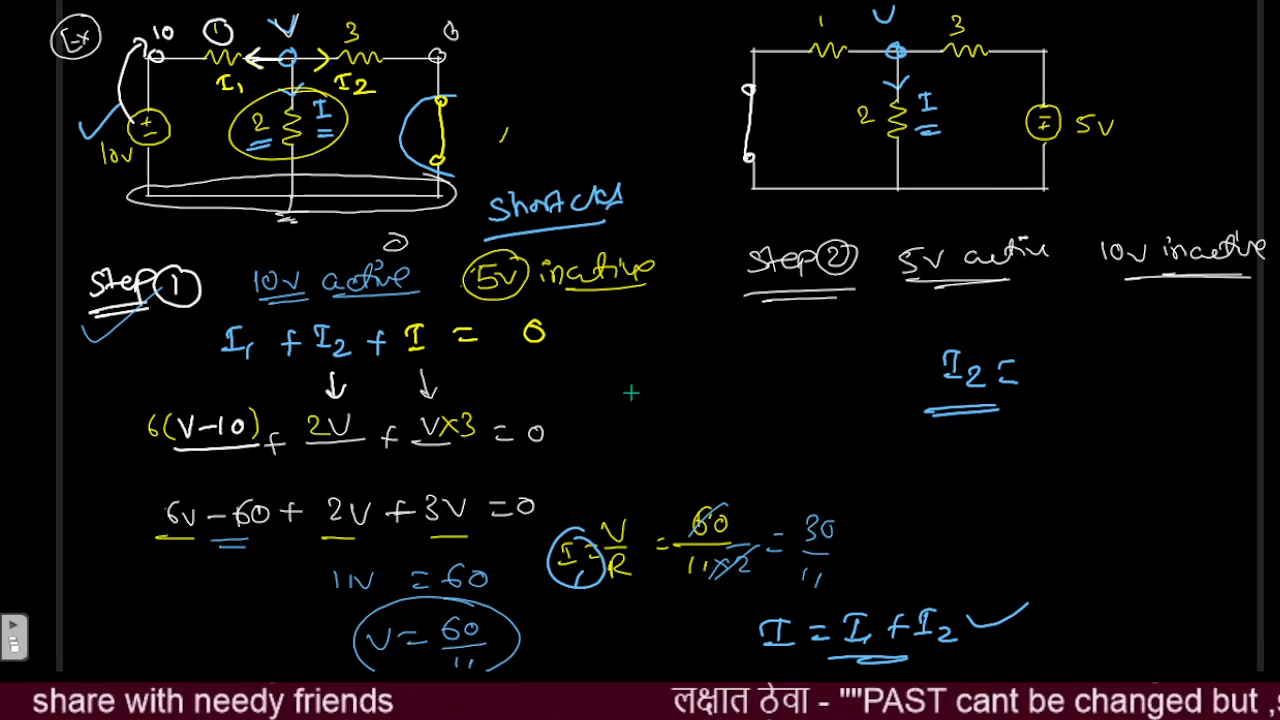 Ex
10 1 V 3 0
I₁ I₂
2 I
10v + −
1 V 3
2 I
5v
Shortckt
0
Step 1 10v active 5v inactive
Step 2 5v active 10v inactive
I₁ + I₂ + I = 0
I₂ =
6(V-10) + 2V + V×3 = 0
6v - 60 + 2V + 3V = 0
I₁ = V/R = 60/11×2 = 30/11
11V = 60
V = 60/11
I = I₁ + I₂
share with needy friends लक्षात ठेवा - ""PAST cant be changed but ,